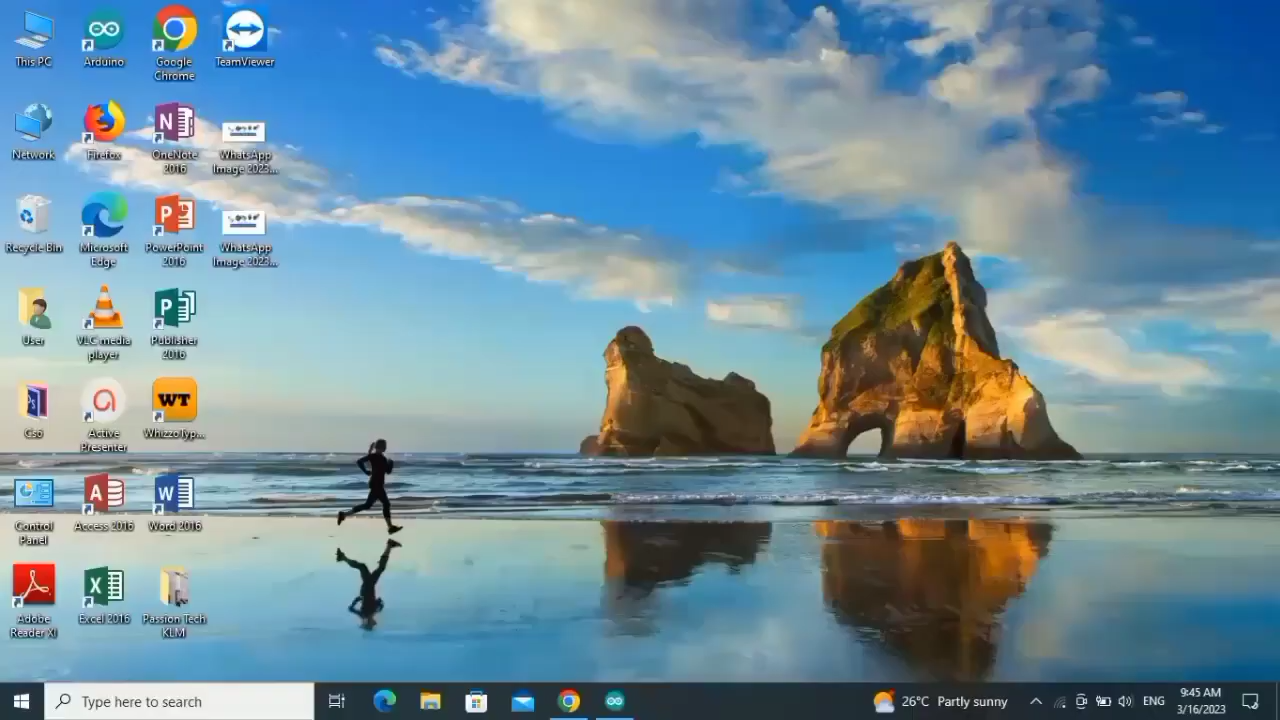 This PC
Arduino
Google
Chrome
TeamViewer
Network
Firefox
OneNote
2016
WhatsApp
Image 2023...
Recycle Bin
Microsoft
Edge
PowerPoint
2016
WhatsApp
Image 2023...
User
VLC media
player
Publisher
2016
Cs6
Active
Presenter
WT
WhizzoTyp...
Control
Panel
Access 2016
Word 2016
Adobe
Reader XI
Excel 2016
Passion Tech
KLM
Type here to search
26°C Partly sunny
ENG
9:45 AM
3/16/2023